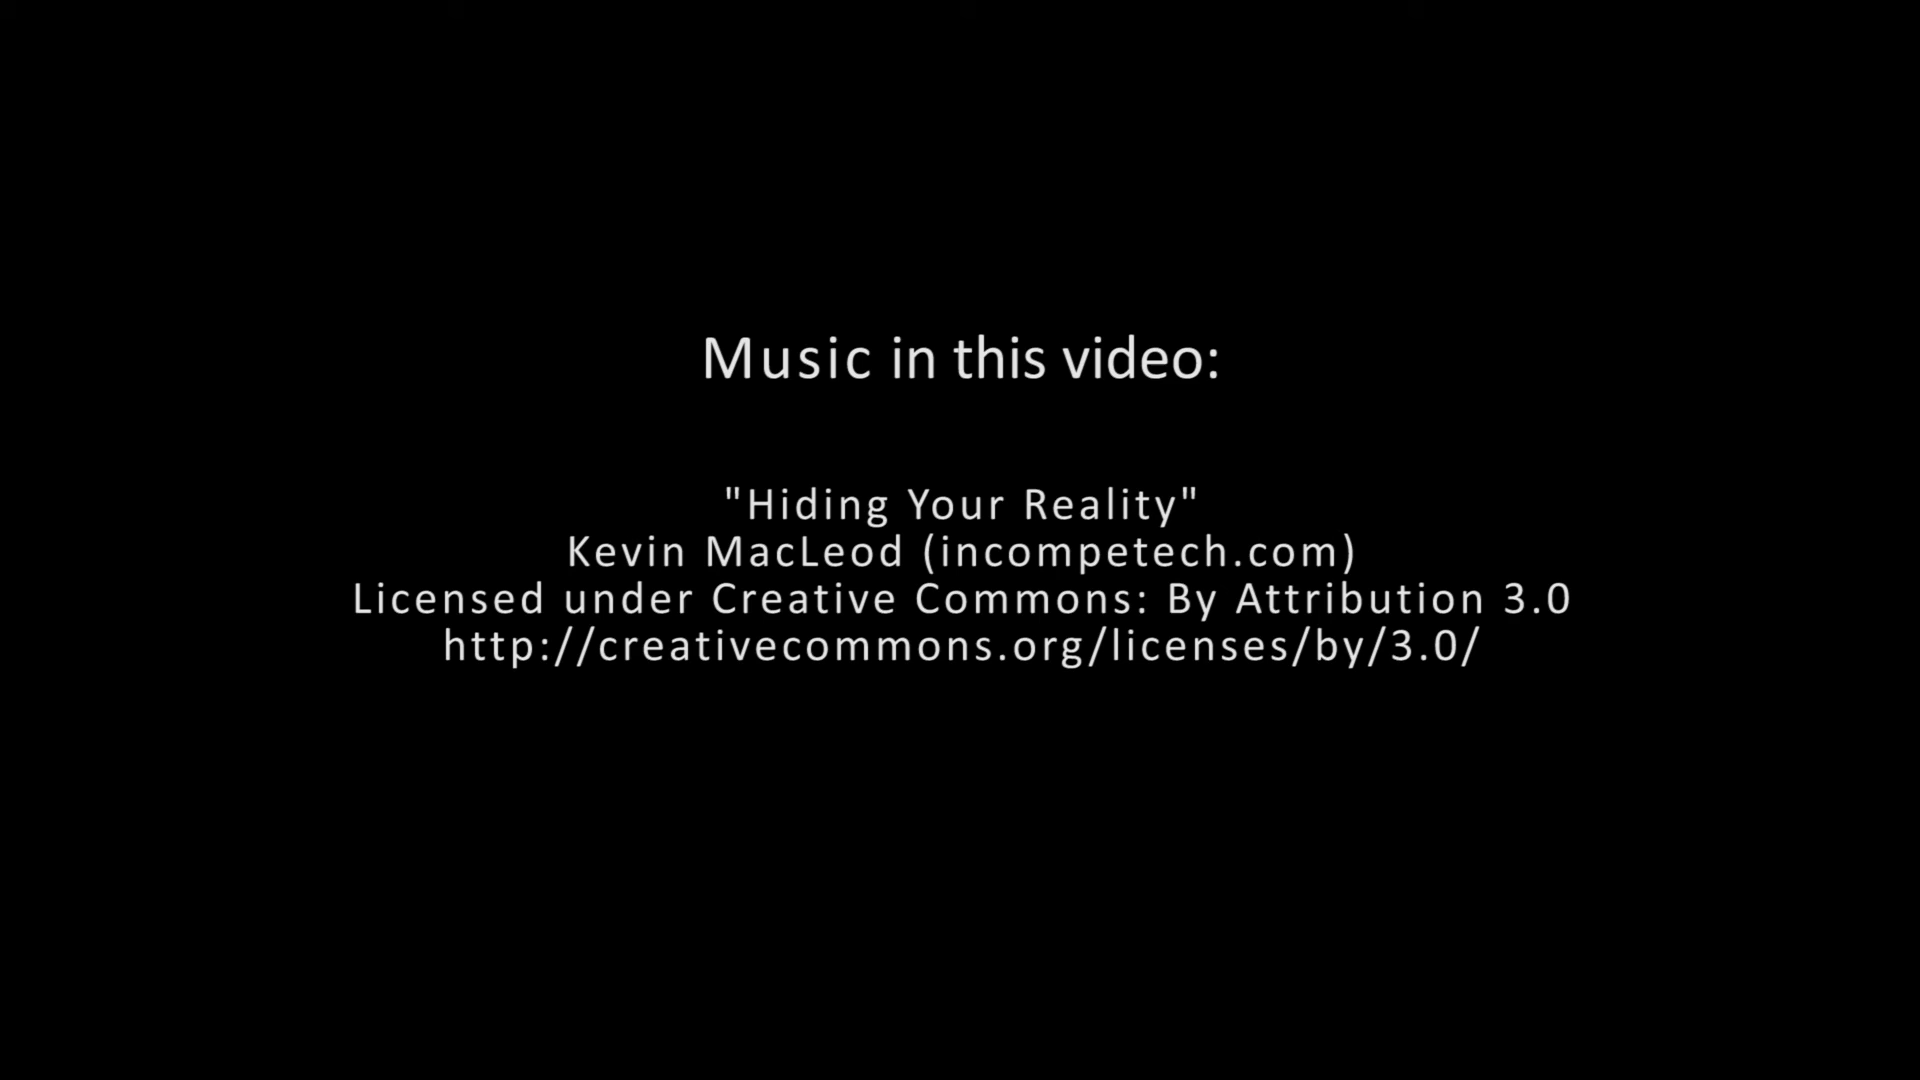 Music in this video:
"Hiding Your Reality"
Kevin MacLeod (incompetech.com)
Licensed under Creative Commons: By Attribution 3.0
http://creativecommons.org/licenses/by/3.0/